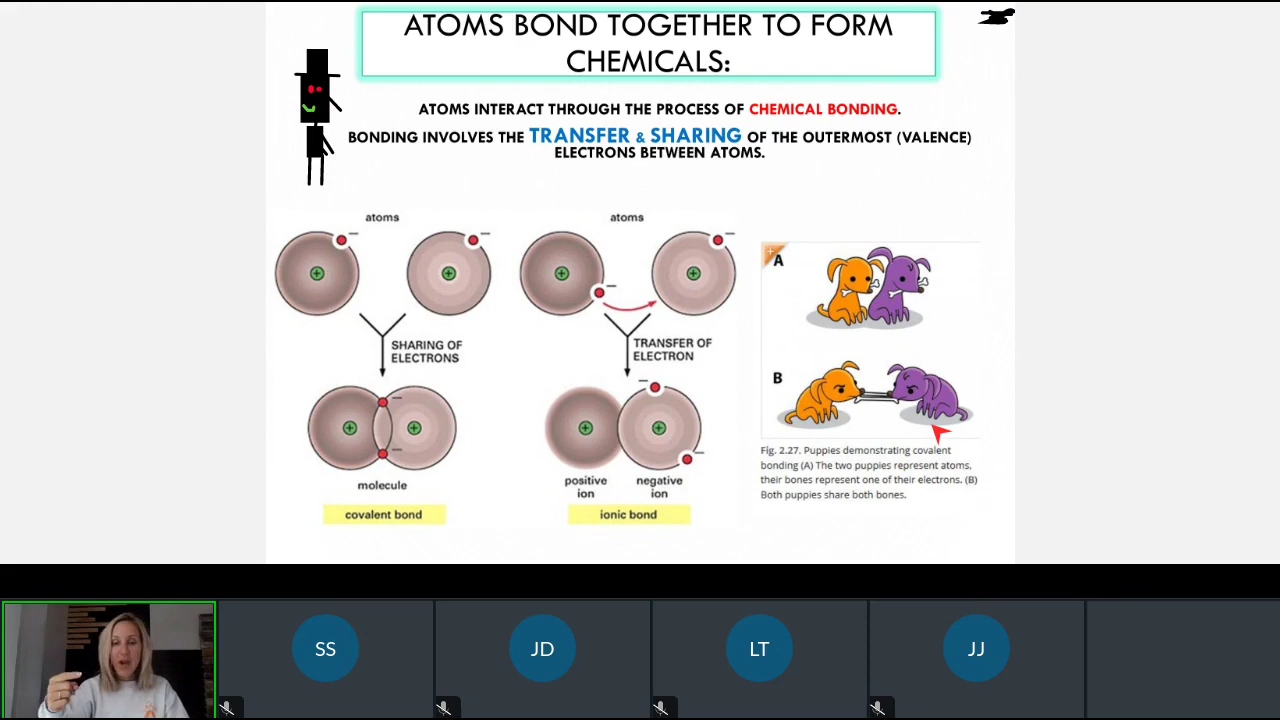 ATOMS BOND TOGETHER TO FORM
CHEMICALS:
ATOMS INTERACT THROUGH THE PROCESS OF CHEMICAL BONDING.
BONDING INVOLVES THE TRANSFER & SHARING OF THE OUTERMOST (VALENCE)
ELECTRONS BETWEEN ATOMS.
atoms
SHARING OF
ELECTRONS
molecule
covalent bond
atoms
TRANSFER OF
ELECTRON
positive
ion
negative
ion
ionic bond
A
B
Fig. 2.27. Puppies demonstrating covalent
bonding (A) The two puppies represent atoms,
their bones represent one of their electrons. (B)
Both puppies share both bones.
SS
JD
LT
JJ